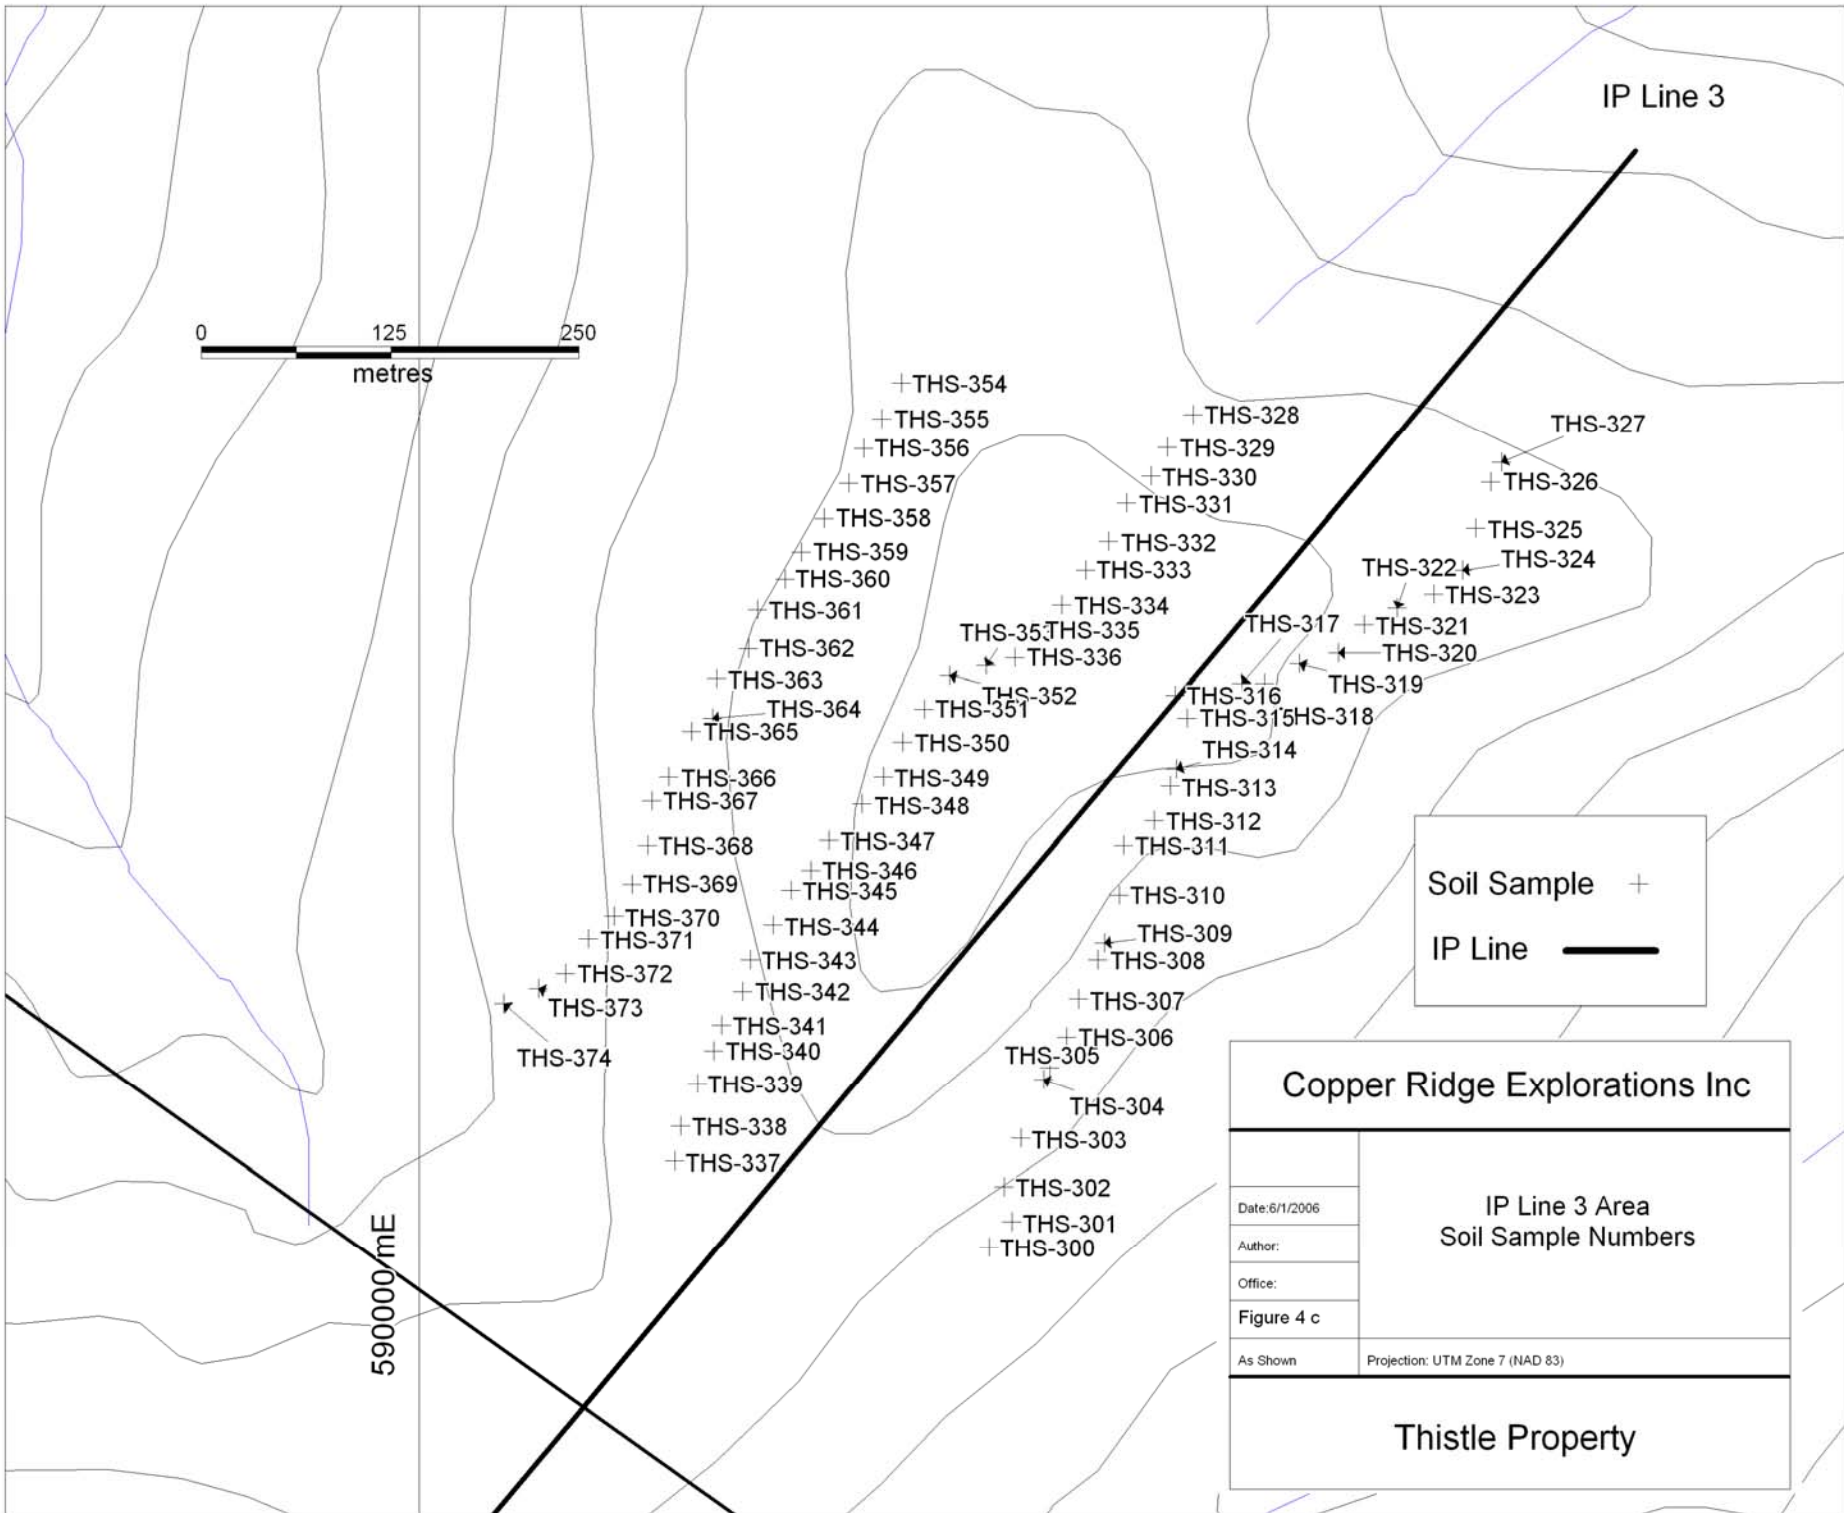 IP Line 3
0 125 250
metres
THS-354
THS-355
THS-356
THS-357
THS-358
THS-359
THS-360
THS-361
THS-362
THS-363
THS-364
THS-365
THS-366
THS-367
THS-368
THS-369
THS-370
THS-371
THS-372
THS-373
THS-374
THS-328
THS-329
THS-330
THS-331
THS-332
THS-333
THS-334
THS-335
THS-336
THS-353
THS-352
THS-351
THS-350
THS-349
THS-348
THS-347
THS-346
THS-345
THS-344
THS-343
THS-342
THS-341
THS-340
THS-339
THS-338
THS-337
THS-327
THS-326
THS-325
THS-324
THS-323
THS-322
THS-321
THS-320
THS-319
THS-318
THS-317
THS-316
THS-315
THS-314
THS-313
THS-312
THS-311
THS-310
THS-309
THS-308
THS-307
THS-306
THS-305
THS-304
THS-303
THS-302
THS-301
THS-300
590000 mE
Soil Sample
IP Line
Copper Ridge Explorations Inc
IP Line 3 Area
Soil Sample Numbers
Date:6/1/2006
Author:
Office:
Figure 4 c
As Shown
Projection: UTM Zone 7 (NAD 83)
Thistle Property